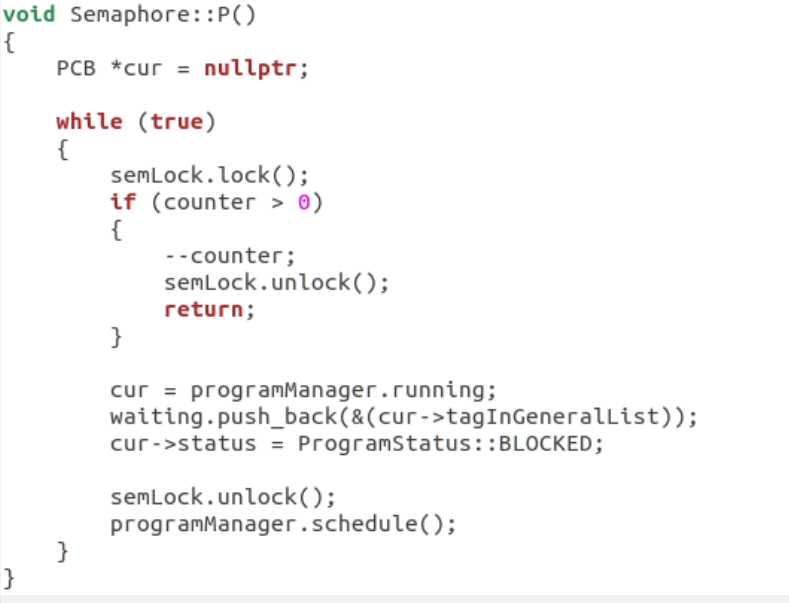 void Semaphore::P()
{
    PCB *cur = nullptr;

    while (true)
    {
        semLock.lock();
        if (counter > 0)
        {
            --counter;
            semLock.unlock();
            return;
        }

        cur = programManager.running;
        waiting.push_back(&(cur->tagInGeneralList));
        cur->status = ProgramStatus::BLOCKED;

        semLock.unlock();
        programManager.schedule();
    }
}